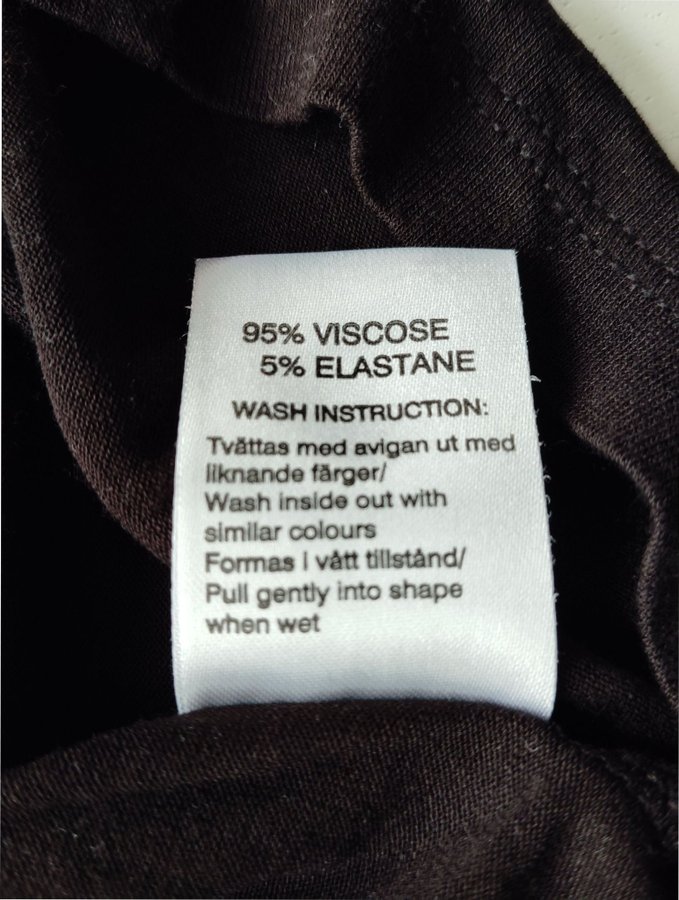 95% VISCOSE
5% ELASTANE
WASH INSTRUCTION:
Tvättas med avigan ut med
liknande färger/
Wash inside out with
similar colours
Formas i vått tillstånd/
Pull gently into shape
when wet